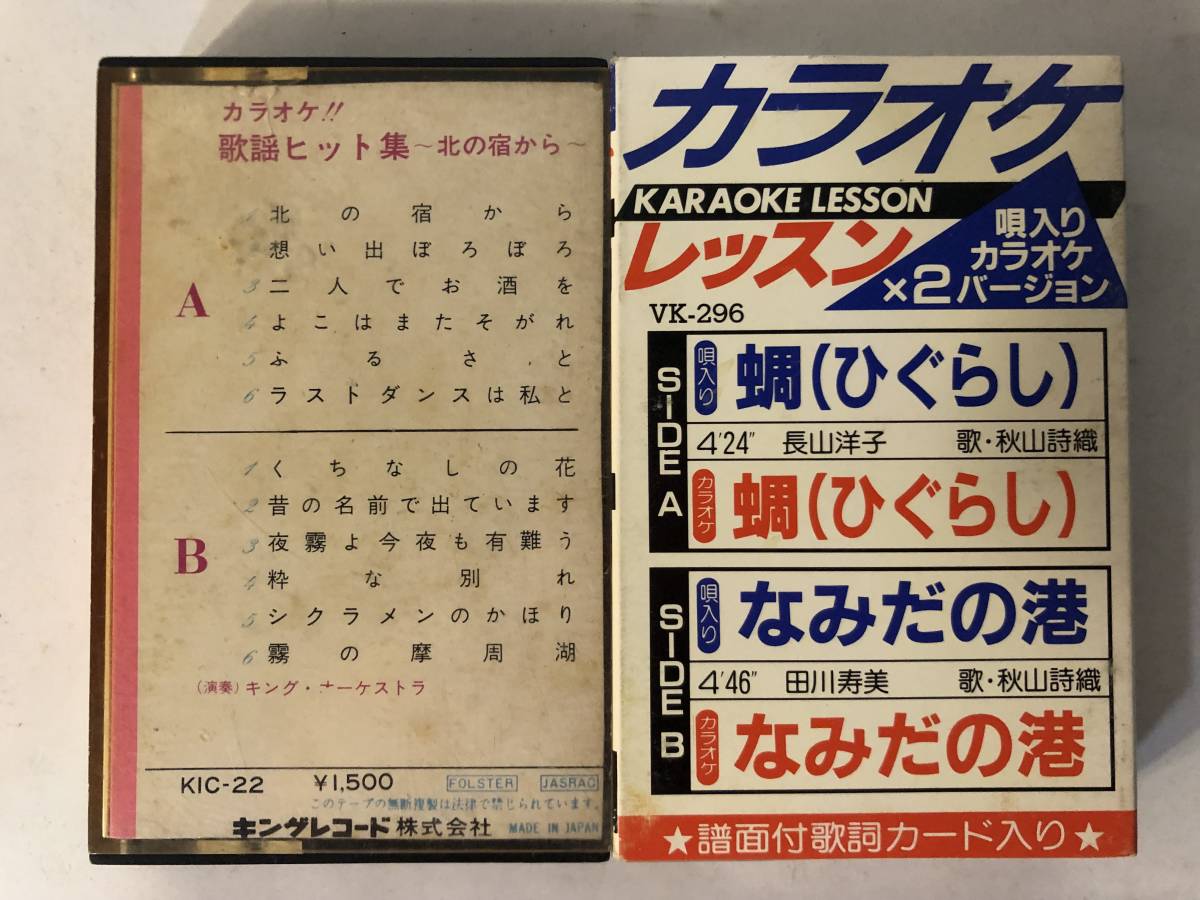 カラオケ!!
歌謡ヒット集〜北の宿から〜
A
1 北の宿から
2 想い出ぼろぼろ
3 二人でお酒を
4 よこはまたそがれ
5 ふるさと
6 ラストダンスは私と
B
1 くちなしの花
2 昔の名前で出ています
3 夜霧よ今夜も有難う
4 粋な別れ
5 シクラメンのかほり
6 霧の摩周湖
(演奏)キング・オーケストラ
KIC-22 ¥1,500 FOLSTER JASRAC
このテープの無断複製は法律で禁じられています。
キングレコード株式会社 MADE IN JAPAN
カラオケ
KARAOKE LESSON
レッスン
唄入り
カラオケ
×2バージョン
VK-296
SIDE A
唄入り 蜩(ひぐらし)
4'24" 長山洋子 歌・秋山詩織
カラオケ 蜩(ひぐらし)
SIDE B
唄入り なみだの港
4'46" 田川寿美 歌・秋山詩織
カラオケ なみだの港
★譜面付歌詞カード入り★